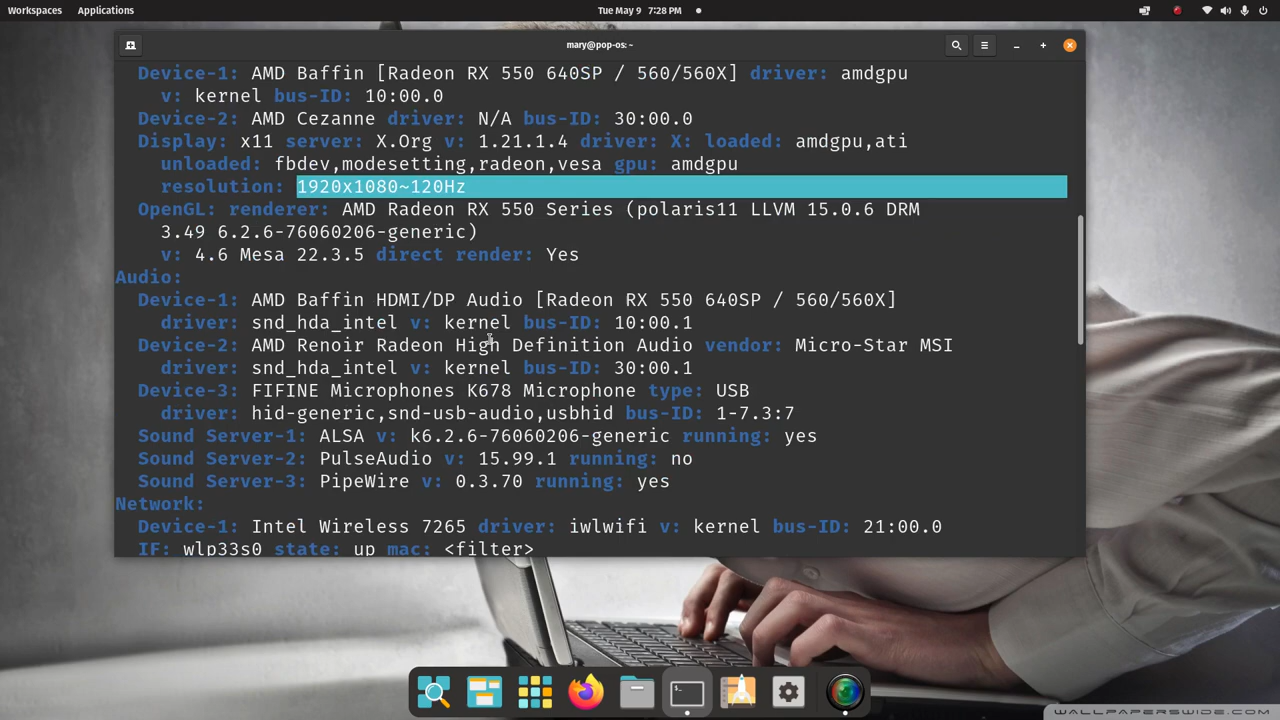 Workspaces Applications Tue May 9 7:28 PM
mary@pop-os: ~
Device-1: AMD Baffin [Radeon RX 550 640SP / 560/560X] driver: amdgpu
v: kernel bus-ID: 10:00.0
Device-2: AMD Cezanne driver: N/A bus-ID: 30:00.0
Display: x11 server: X.Org v: 1.21.1.4 driver: X: loaded: amdgpu,ati
unloaded: fbdev,modesetting,radeon,vesa gpu: amdgpu
resolution: 1920x1080~120Hz
OpenGL: renderer: AMD Radeon RX 550 Series (polaris11 LLVM 15.0.6 DRM
3.49 6.2.6-76060206-generic)
v: 4.6 Mesa 22.3.5 direct render: Yes
Audio:
Device-1: AMD Baffin HDMI/DP Audio [Radeon RX 550 640SP / 560/560X]
driver: snd_hda_intel v: kernel bus-ID: 10:00.1
Device-2: AMD Renoir Radeon High Definition Audio vendor: Micro-Star MSI
driver: snd_hda_intel v: kernel bus-ID: 30:00.1
Device-3: FIFINE Microphones K678 Microphone type: USB
driver: hid-generic,snd-usb-audio,usbhid bus-ID: 1-7.3:7
Sound Server-1: ALSA v: k6.2.6-76060206-generic running: yes
Sound Server-2: PulseAudio v: 15.99.1 running: no
Sound Server-3: PipeWire v: 0.3.70 running: yes
Network:
Device-1: Intel Wireless 7265 driver: iwlwifi v: kernel bus-ID: 21:00.0
IF: wlp33s0 state: up mac: <filter>
WALLPAPERSWIDE.COM